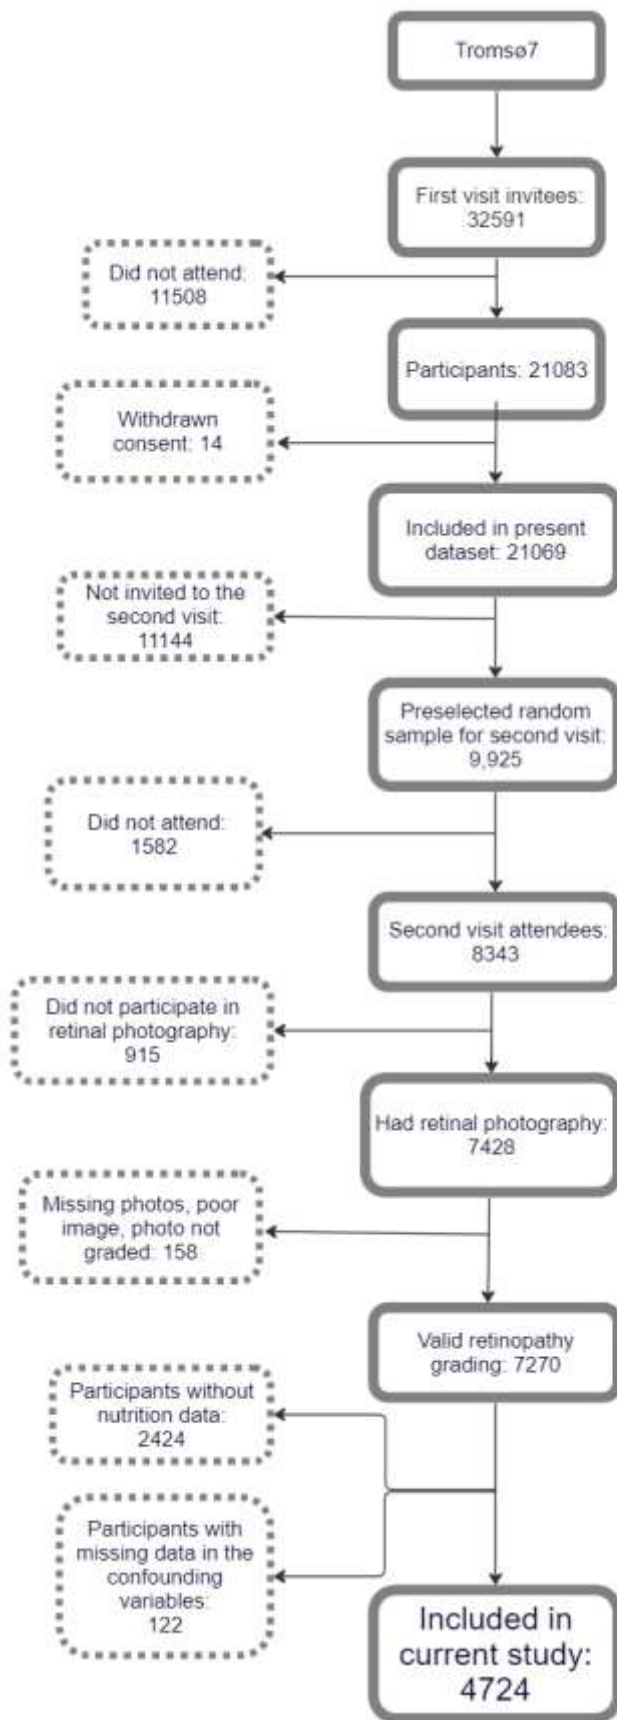 Tromsø7
First visit invitees:
32591
Did not attend:
11508
Participants: 21083
Withdrawn
consent: 14
Included in present
dataset: 21069
Not invited to the
second visit:
11144
Preselected random
sample for second visit:
9,925
Did not attend:
1582
Second visit attendees:
8343
Did not participate in
retinal photography:
915
Had retinal photography:
7428
Missing photos, poor
image, photo not
graded: 158
Valid retinopathy
grading: 7270
Participants without
nutrition data:
2424
Participants with
missing data in the
confounding
variables:
122
Included in
current study:
4724